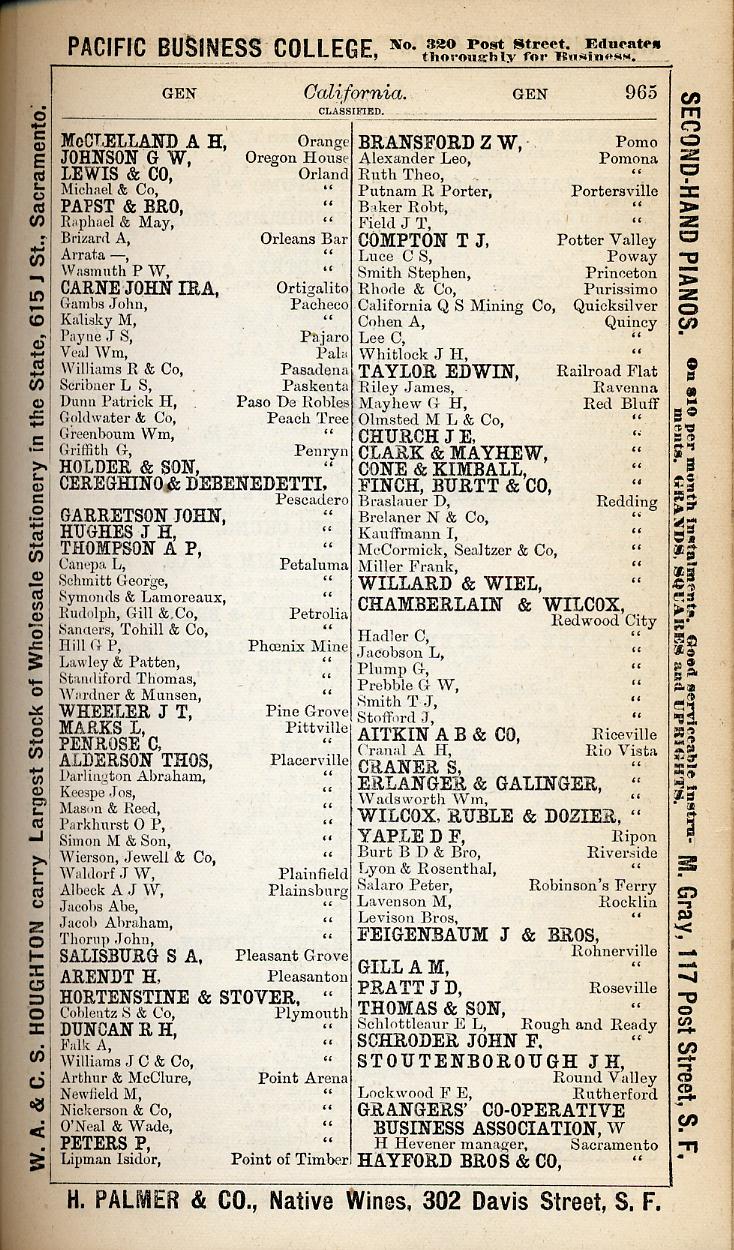 PACIFIC BUSINESS COLLEGE, No. 320 Post Street. Educates thoroughly for Business.
GEN California. GEN 965
CLASSIFIED.
McCLELLAND A H, Orange
JOHNSON G W, Oregon House
LEWIS & CO, Orland
Michael & Co, “
PAPST & BRO, “
Raphael & May, “
Brizard A, Orleans Bar
Arrata —, “
Wasmuth P W, “
CARNE JOHN IRA, Ortigalito
Gambs John, Pacheco
Kalisky M, “
Payne J S, Pajaro
Veal Wm, Pala
Williams R & Co, Pasadena
Scribner L S, Paskenta
Dunn Patrick H, Paso De Robles
Goldwater & Co, Peach Tree
Greenboum Wm, “
Griffith G, Penryn
HOLDER & SON, “
CEREGHINO & DEBENEDETTI,
Pescadero
GARRETSON JOHN, “
HUGHES J H, “
THOMPSON A P, “
Canepa L, Petaluma
Schmitt George, “
Symonds & Lamoreaux, “
Rudolph, Gill & Co, Petrolia
Sanders, Tohill & Co, “
Hill G P, Phœnix Mine
Lawley & Patten, “
Standiford Thomas, “
Wardner & Munsen, “
WHEELER J T, Pine Grove
MARKS L, Pittville
PENROSE C, “
ALDERSON THOS, Placerville
Darlington Abraham, “
Keespe Jos, “
Mason & Reed, “
Parkhurst O P, “
Simon M & Son, “
Wierson, Jewell & Co, “
Waldorf J W, Plainfield
Albeck A J W, Plainsburg
Jacobs Abe, “
Jacob Abraham, “
Thorup John, “
SALISBURG S A, Pleasant Grove
ARENDT H, Pleasanton
HORTENSTINE & STOVER, “
Coblentz S & Co, Plymouth
DUNCAN R H, “
Falk A, “
Williams J C & Co, “
Arthur & McClure, Point Arena
Newfield M, “
Nickerson & Co, “
O'Neal & Wade, “
PETERS P, “
Lipman Isidor, Point of Timber
BRANSFORD Z W, Pomo
Alexander Leo, Pomona
Ruth Theo, “
Putnam R Porter, Portersville
Baker Robt, “
Field J T, “
COMPTON T J, Potter Valley
Luce C S, Poway
Smith Stephen, Princeton
Rhode & Co, Purissimo
California Q S Mining Co, Quicksilver
Cohen A, Quincy
Lee C, “
Whitlock J H, “
TAYLOR EDWIN, Railroad Flat
Riley James, Ravenna
Mayhew G H, Red Bluff
Olmsted M L & Co, “
CHURCH J E, “
CLARK & MAYHEW, “
CONE & KIMBALL, “
FINCH, BURTT & CO, “
Braslauer D, Redding
Brelaner N & Co, “
Kauffmann I, “
McCormick, Sealtzer & Co, “
Miller Frank, “
WILLARD & WIEL, “
CHAMBERLAIN & WILCOX,
Redwood City
Hadler C, “
Jacobson L, “
Plump G, “
Prebble G W, “
Smith T J, “
Stofford J, “
AITKIN A B & CO, Riceville
Cranal A H, Rio Vista
CRANER S, “
ERLANGER & GALINGER, “
Wadsworth Wm, “
WILCOX, RUBLE & DOZIER, “
YAPLE D F, Ripon
Burt B D & Bro, Riverside
Lyon & Rosenthal, “
Salaro Peter, Robinson's Ferry
Lavenson M, Rocklin
Levison Bros, “
FEIGENBAUM J & BROS,
Rohnerville
GILL A M, “
PRATT J D, Roseville
THOMAS & SON, “
Schlottleaur E L, Rough and Ready
SCHRODER JOHN F, “
STOUTENBOROUGH J H,
Round Valley
Lockwood F E, Rutherford
GRANGERS' CO-OPERATIVE
BUSINESS ASSOCIATION, W
H Hevener manager, Sacramento
HAYFORD BROS & CO, “
W. A. & C. S. HOUGHTON carry Largest Stock of Wholesale Stationery in the State, 615 J St., Sacramento.
SECOND-HAND PIANOS. On $10 per month instalments. Good serviceable instruments. GRANDS, SQUARES and UPRIGHTS. M. Gray, 117 Post Street, S. F.
H. PALMER & CO., Native Wines, 302 Davis Street, S. F.